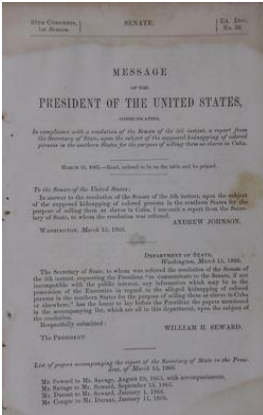 39TH CONGRESS,
1st Session.
SENATE.
Ex. Doc.
No. 30.
MESSAGE
OF THE
PRESIDENT OF THE UNITED STATES,
COMMUNICATING,
In compliance with a resolution of the Senate of the 5th instant, a report from
the Secretary of State, upon the subject of the supposed kidnapping of colored
persons in the southern States for the purpose of selling them as slaves in Cuba.
MARCH 15, 1866.—Read, ordered to lie on the table and be printed.
To the Senate of the United States:
In answer to the resolution of the Senate of the 5th instant, upon the subject
of the supposed kidnapping of colored persons in the southern States for the
purpose of selling them as slaves in Cuba, I transmit a report from the Secre-
tary of State, to whom the resolution was referred.
ANDREW JOHNSON.
WASHINGTON, March 15, 1866.
DEPARTMENT OF STATE,
Washington, March 15, 1866.
The Secretary of State, to whom was referred the resolution of the Senate of
the 5th instant, requesting the President "to communicate to the Senate, if not
incompatible with the public interest, any information which may be in the
possession of the Executive in regard to the alleged kidnapping of colored
persons in the southern States for the purpose of selling them as slaves in Cuba
or elsewhere," has the honor to lay before the President the papers mentioned
in the accompanying list, which are all in this department, upon the subject of
the resolution.
Respectfully submitted:
WILLIAM H. SEWARD.
The PRESIDENT.
List of papers accompanying the report of the Secretary of State to the Presi-
dent, of March 15, 1866.
Mr. Seward to Mr. Savage, August 29, 1865, with accompaniments.
Mr. Savage to Mr. Seward, September 15, 1865.
Mr. Durant to Mr. Seward, January 1, 1866.
Mr. Cooper to Mr. Durant, January 11, 1866.